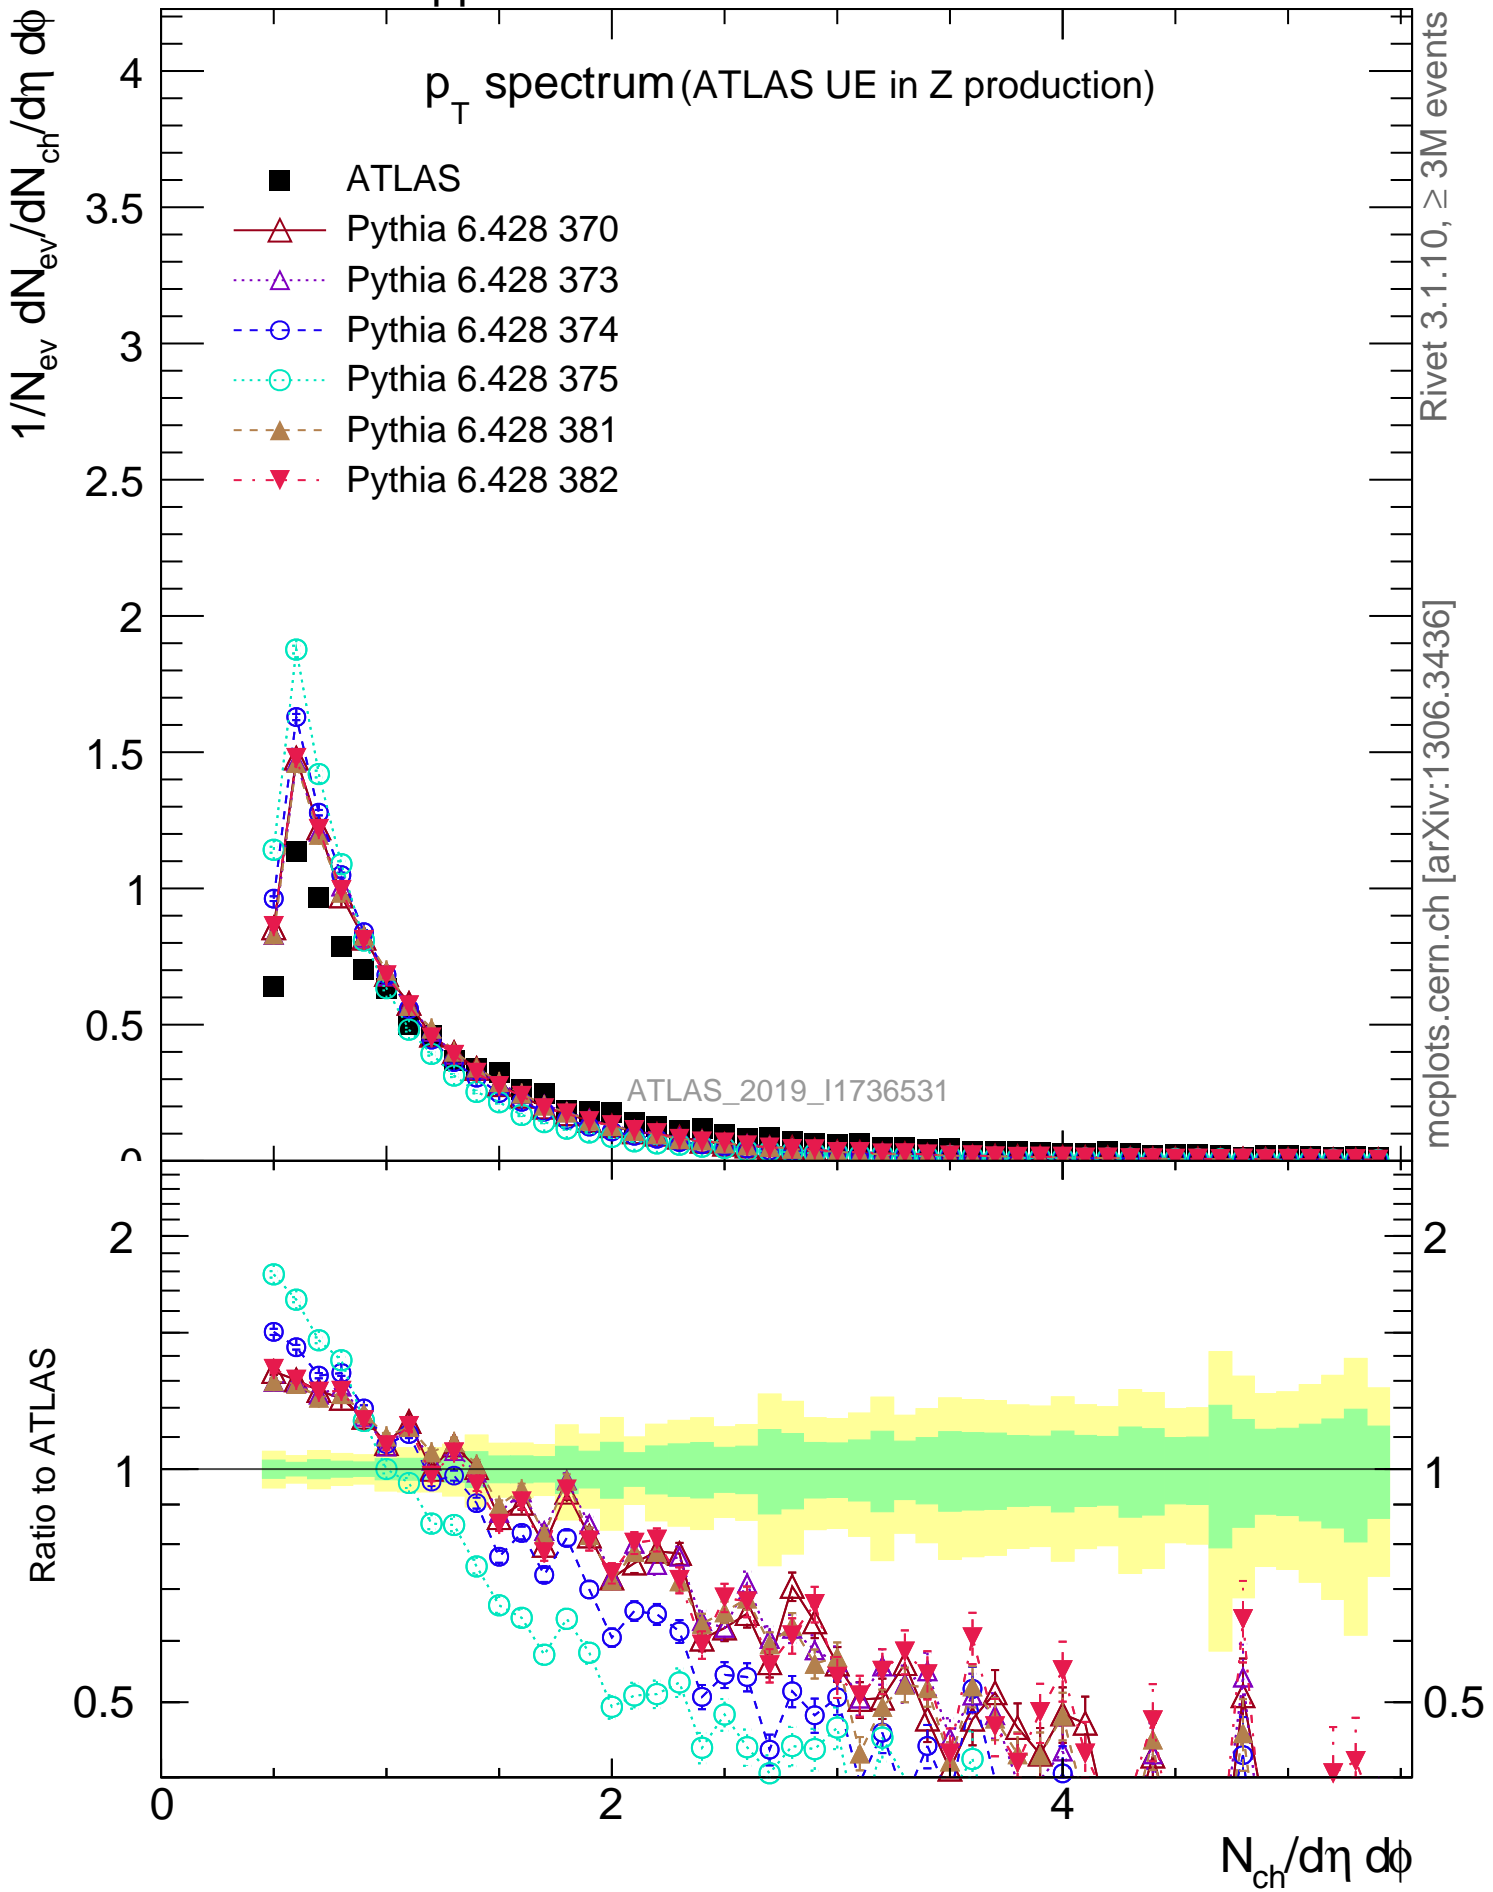 1/N_ev dN_ev/dN_ch/dη dϕ
p_T spectrum (ATLAS UE in Z production)
ATLAS
Pythia 6.428 370
Pythia 6.428 373
Pythia 6.428 374
Pythia 6.428 375
Pythia 6.428 381
Pythia 6.428 382
4
3.5
3
2.5
2
1.5
1
0.5
0
ATLAS_2019_I1736531
Rivet 3.1.10, ≥ 3M events
mcplots.cern.ch [arXiv:1306.3436]
Ratio to ATLAS
2
1
0.5
2
1
0.5
0 2 4
N_ch/dη dϕ